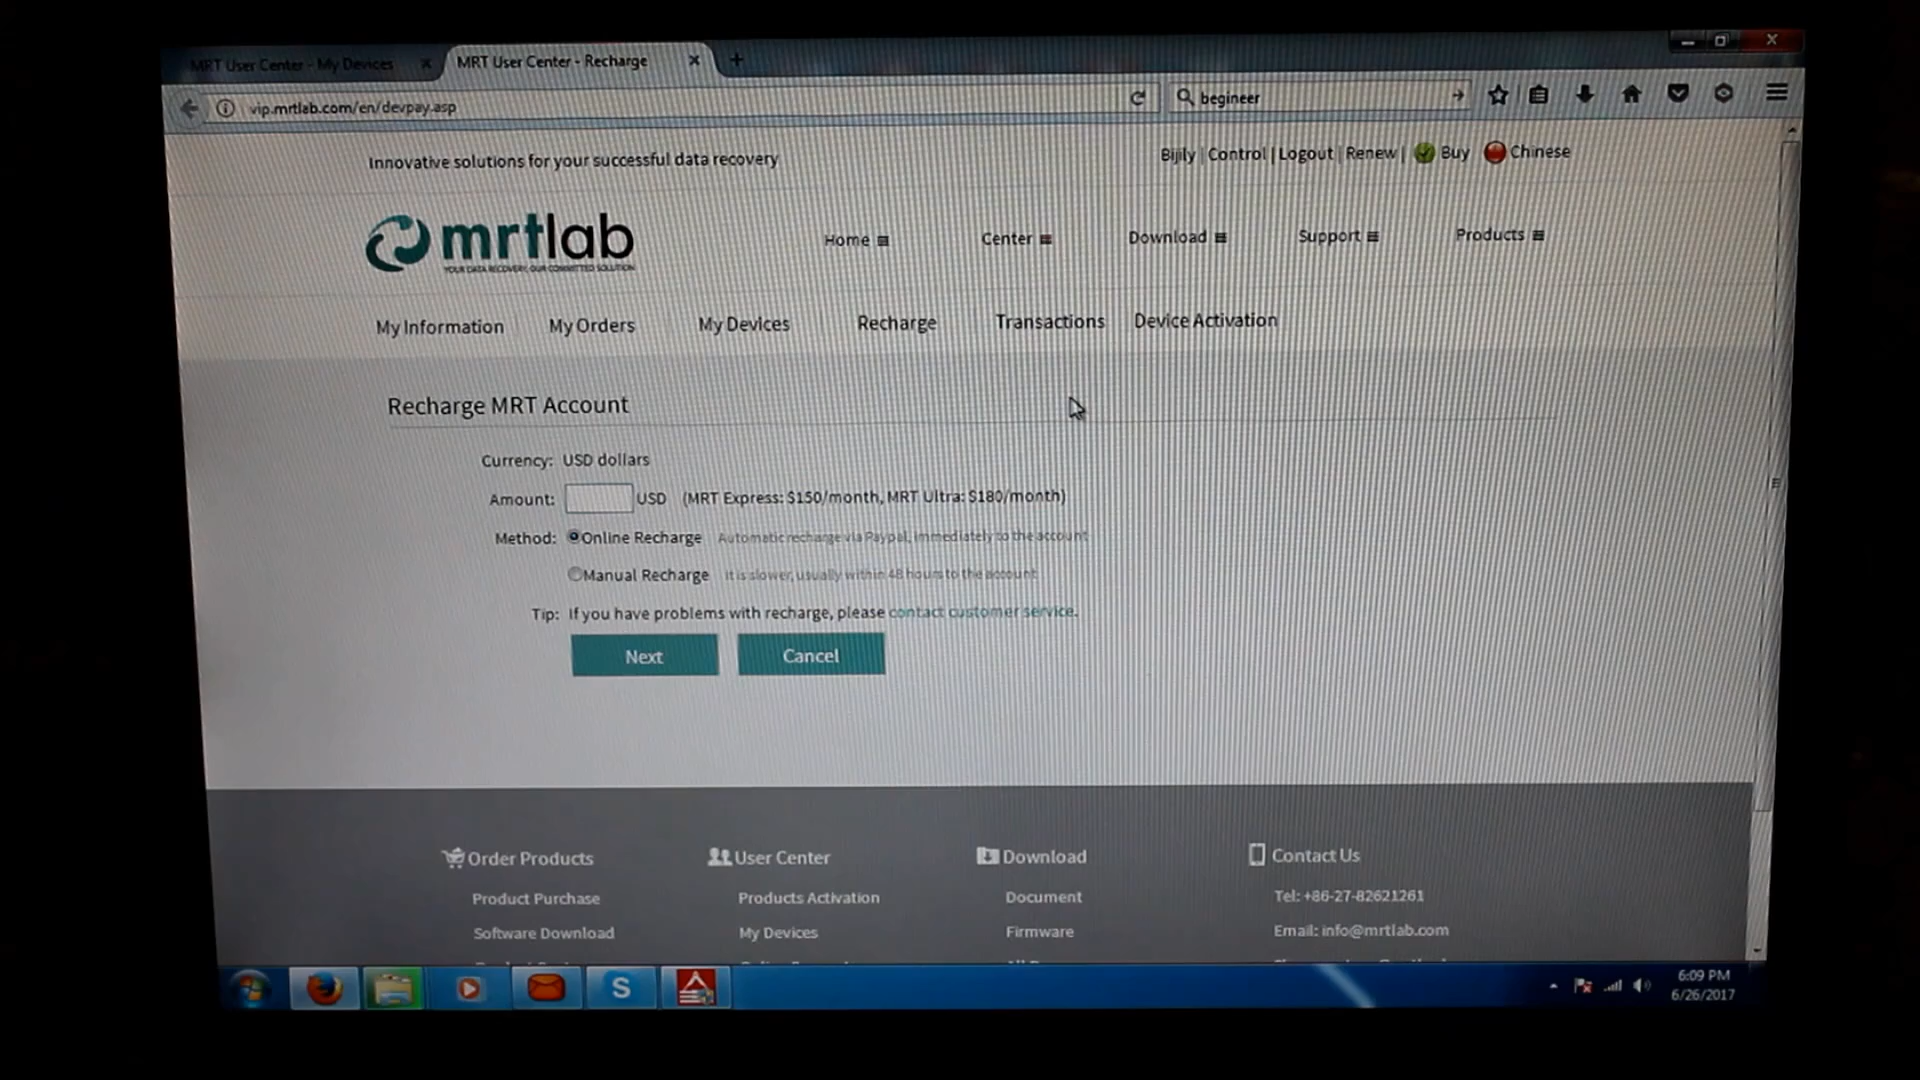 MRT User Center - My Devices
MRT User Center - Recharge
vip.mrtlab.com/en/devpay.asp
begineer
Innovative solutions for your successful data recovery
Bijily | Control | Logout | Renew | Buy Chinese
mrtlab
YOUR DATA RECOVERY, OUR COMMITTED SOLUTION
Home Center Download Support Products
My Information My Orders My Devices Recharge Transactions Device Activation
Recharge MRT Account
Currency: USD dollars
Amount: USD (MRT Express: $150/month, MRT Ultra: $180/month)
Method: Online Recharge Automatic recharge via Paypal, immediately to the account
Manual Recharge It is slower, usually within 48 hours to the account
Tip: If you have problems with recharge, please contact customer service.
Next Cancel
Order Products User Center Download Contact Us
Product Purchase Products Activation Document Tel: +86-27-82621261
Software Download My Devices Firmware Email: info@mrtlab.com
S
6:09 PM
6/26/2017